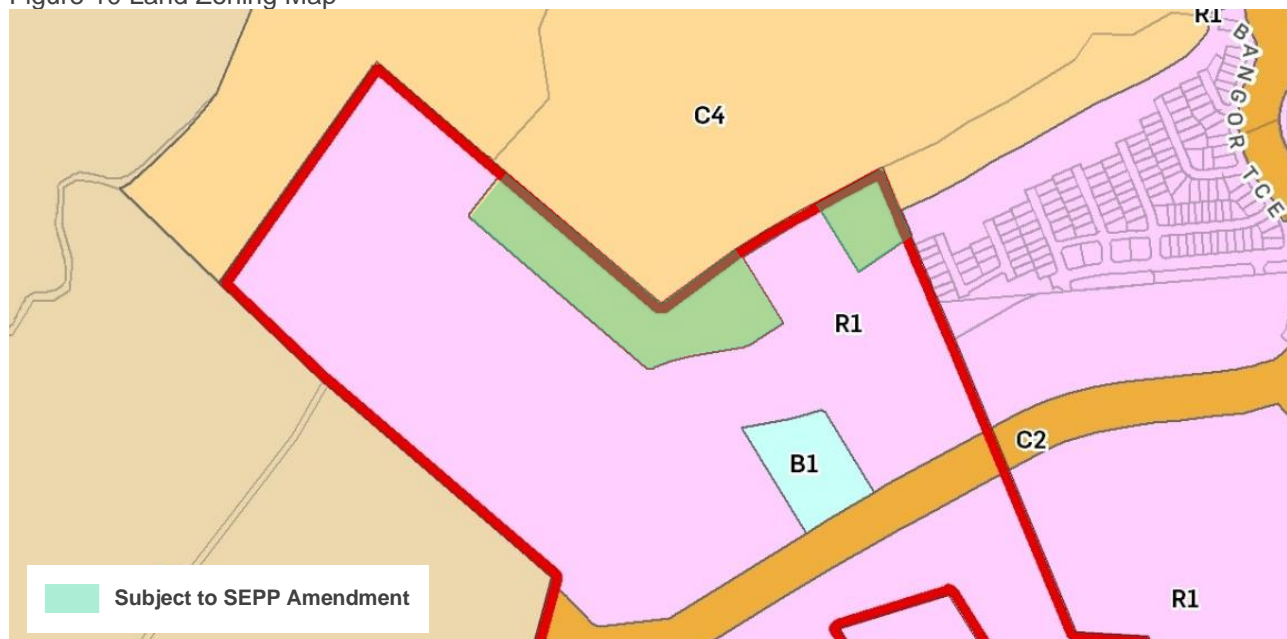 Figure 10 Land Zoning Map
R1
BANGOR TCE
C4
R1
C2
B1
Subject to SEPP Amendment
R1